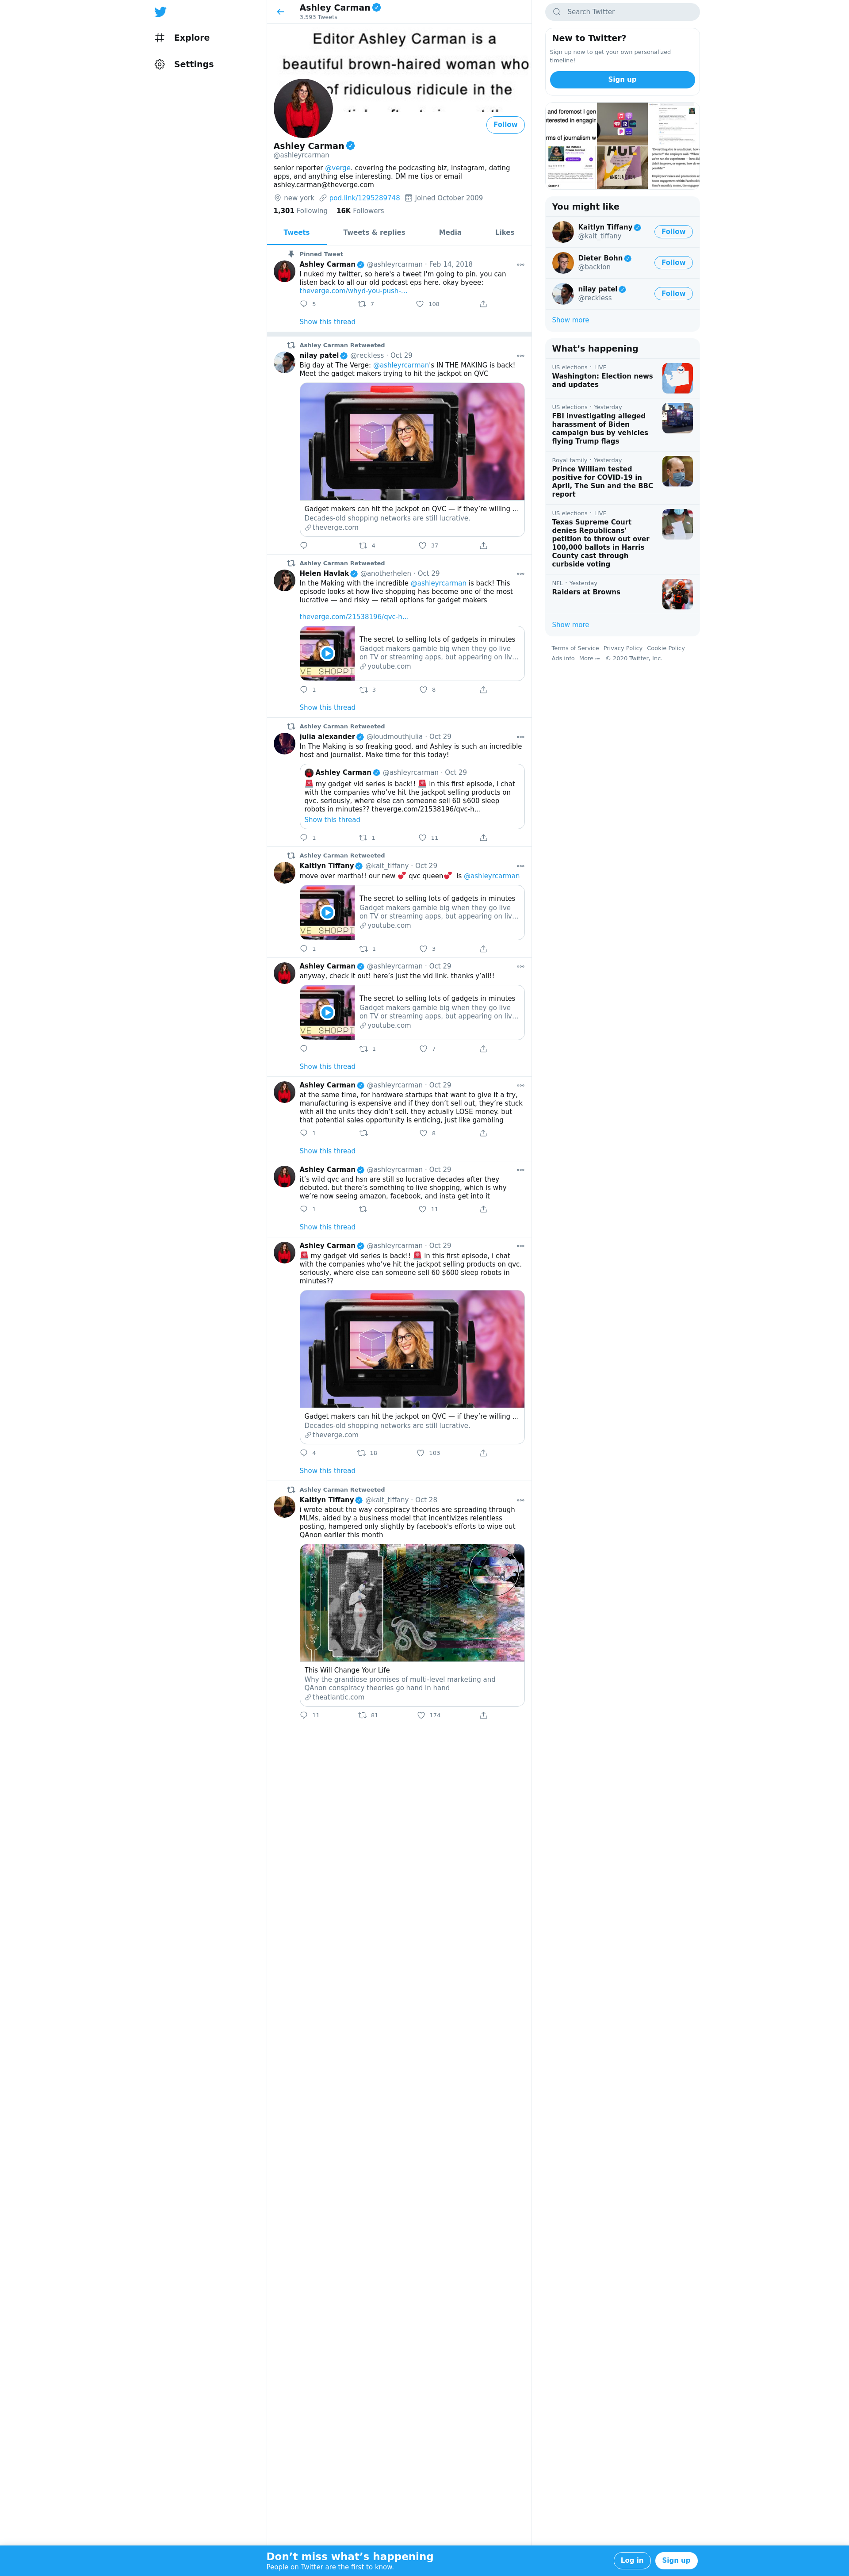 Explore
Settings
Ashley Carman
3,593 Tweets
Editor Ashley Carman is a
beautiful brown-haired woman who
of ridiculous ridicule in the
Follow
Ashley Carman
@ashleyrcarman
senior reporter @verge. covering the podcasting biz, instagram, dating
apps, and anything else interesting. DM me tips or email
ashley.carman@theverge.com
new york pod.link/1295289748 Joined October 2009
1,301 Following 16K Followers
Tweets Tweets & replies Media Likes
Pinned Tweet
Ashley Carman @ashleyrcarman · Feb 14, 2018
I nuked my twitter, so here's a tweet I'm going to pin. you can
listen back to all our old podcast eps here. okay byeee:
theverge.com/whyd-you-push-...
5 7 108
Show this thread
Ashley Carman Retweeted
nilay patel @reckless · Oct 29
Big day at The Verge: @ashleyrcarman's IN THE MAKING is back!
Meet the gadget makers trying to hit the jackpot on QVC
Gadget makers can hit the jackpot on QVC — if they're willing ...
Decades-old shopping networks are still lucrative.
theverge.com
4 37
Ashley Carman Retweeted
Helen Havlak @anotherhelen · Oct 29
In the Making with the incredible @ashleyrcarman is back! This
episode looks at how live shopping has become one of the most
lucrative — and risky — retail options for gadget makers
theverge.com/21538196/qvc-h...
The secret to selling lots of gadgets in minutes
Gadget makers gamble big when they go live
on TV or streaming apps, but appearing on liv...
youtube.com
VE SHOPPI
1 3 8
Show this thread
Ashley Carman Retweeted
julia alexander @loudmouthjulia · Oct 29
In The Making is so freaking good, and Ashley is such an incredible
host and journalist. Make time for this today!
Ashley Carman @ashleyrcarman · Oct 29
🚨 my gadget vid series is back!! 🚨 in this first episode, i chat
with the companies who've hit the jackpot selling products on
qvc. seriously, where else can someone sell 60 $600 sleep
robots in minutes?? theverge.com/21538196/qvc-h...
Show this thread
1 1 11
Ashley Carman Retweeted
Kaitlyn Tiffany @kait_tiffany · Oct 29
move over martha!! our new 💞 qvc queen💞 is @ashleyrcarman
The secret to selling lots of gadgets in minutes
Gadget makers gamble big when they go live
on TV or streaming apps, but appearing on liv...
youtube.com
VE SHOPPI
1 1 3
Ashley Carman @ashleyrcarman · Oct 29
anyway, check it out! here's just the vid link. thanks y'all!!
The secret to selling lots of gadgets in minutes
Gadget makers gamble big when they go live
on TV or streaming apps, but appearing on liv...
youtube.com
VE SHOPPI
1 7
Show this thread
Ashley Carman @ashleyrcarman · Oct 29
at the same time, for hardware startups that want to give it a try,
manufacturing is expensive and if they don't sell out, they're stuck
with all the units they didn't sell. they actually LOSE money. but
that potential sales opportunity is enticing, just like gambling
1 8
Show this thread
Ashley Carman @ashleyrcarman · Oct 29
it's wild qvc and hsn are still so lucrative decades after they
debuted. but there's something to live shopping, which is why
we're now seeing amazon, facebook, and insta get into it
1 11
Show this thread
Ashley Carman @ashleyrcarman · Oct 29
🚨 my gadget vid series is back!! 🚨 in this first episode, i chat
with the companies who've hit the jackpot selling products on qvc.
seriously, where else can someone sell 60 $600 sleep robots in
minutes??
Gadget makers can hit the jackpot on QVC — if they're willing ...
Decades-old shopping networks are still lucrative.
theverge.com
4 18 103
Show this thread
Ashley Carman Retweeted
Kaitlyn Tiffany @kait_tiffany · Oct 28
i wrote about the way conspiracy theories are spreading through
MLMs, aided by a business model that incentivizes relentless
posting, hampered only slightly by facebook's efforts to wipe out
QAnon earlier this month
This Will Change Your Life
Why the grandiose promises of multi-level marketing and
QAnon conspiracy theories go hand in hand
theatlantic.com
11 81 174
Search Twitter
New to Twitter?
Sign up now to get your own personalized
timeline!
Sign up
and foremost I gen
terested in engagin
rms of journalism w
You might like
Kaitlyn Tiffany
@kait_tiffany
Follow
Dieter Bohn
@backlon
Follow
nilay patel
@reckless
Follow
Show more
What's happening
US elections · LIVE
Washington: Election news
and updates
US elections · Yesterday
FBI investigating alleged
harassment of Biden
campaign bus by vehicles
flying Trump flags
Royal family · Yesterday
Prince William tested
positive for COVID-19 in
April, The Sun and the BBC
report
US elections · LIVE
Texas Supreme Court
denies Republicans'
petition to throw out over
100,000 ballots in Harris
County cast through
curbside voting
NFL · Yesterday
Raiders at Browns
Show more
Terms of Service Privacy Policy Cookie Policy
Ads info More © 2020 Twitter, Inc.
Don't miss what's happening
People on Twitter are the first to know.
Log in
Sign up